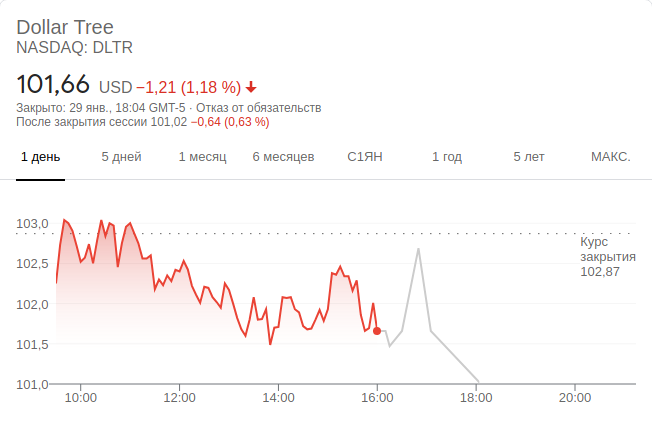 Dollar Tree
NASDAQ: DLTR
101,66 USD −1,21 (1,18 %)
Закрыто: 29 янв., 18:04 GMT-5 · Отказ от обязательств
После закрытия сессии 101,02 −0,64 (0,63 %)
1 день 5 дней 1 месяц 6 месяцев С1ЯН 1 год 5 лет МАКС.
103,0
Курс
закрытия
102,87
102,5
102,0
101,5
101,0
10:00 12:00 14:00 16:00 18:00 20:00